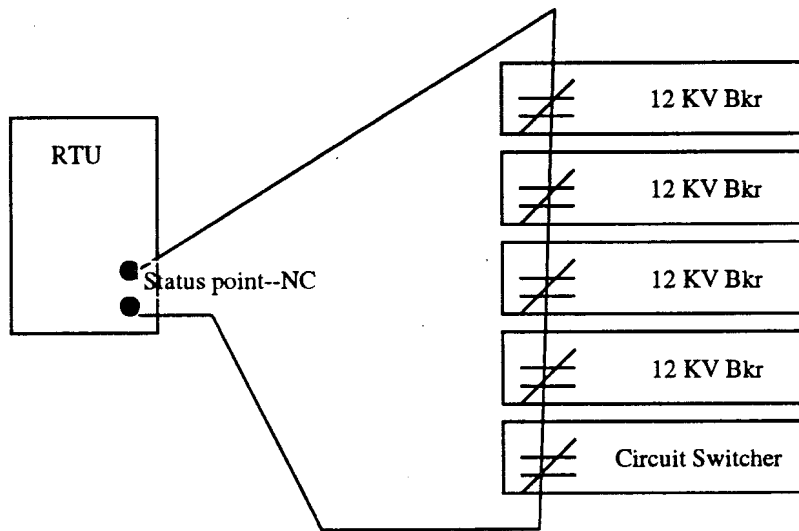 12 KV Bkr
RTU
12 KV Bkr
Status point--NC
12 KV Bkr
12 KV Bkr
Circuit Switcher